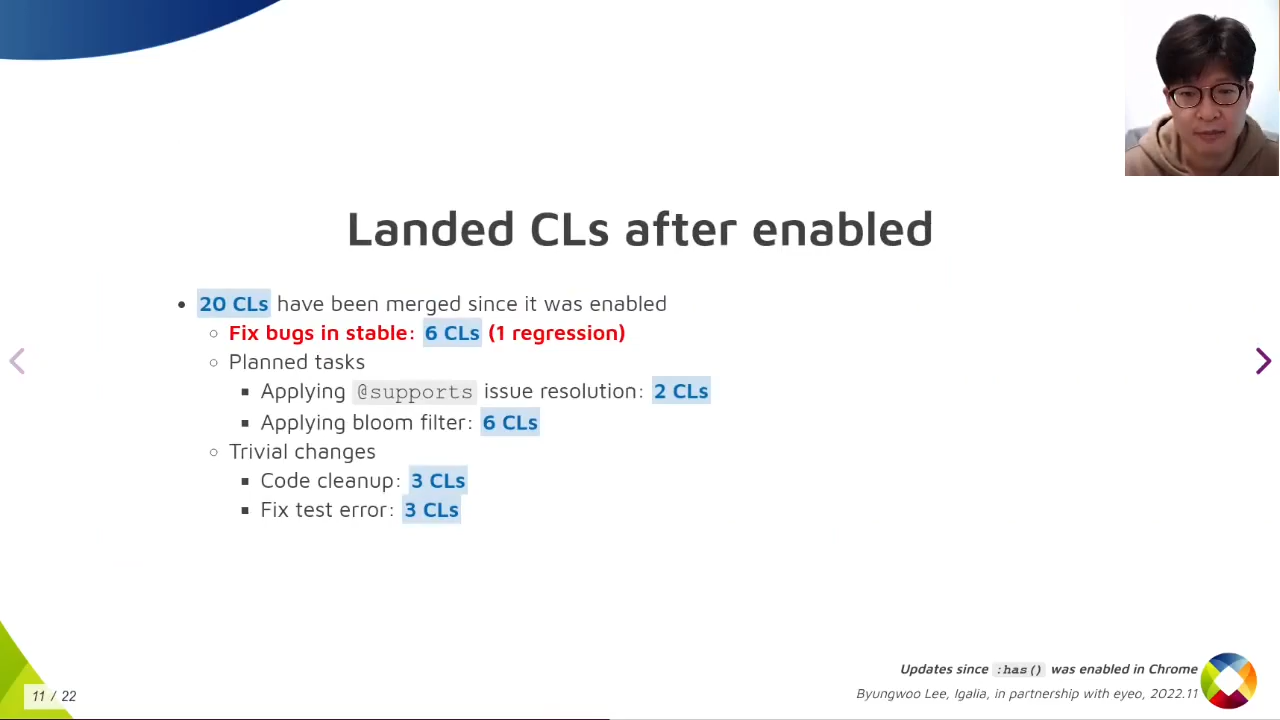 Landed CLs after enabled
20 CLs have been merged since it was enabled
Fix bugs in stable: 6 CLs (1 regression)
Planned tasks
Applying @supports issue resolution: 2 CLs
Applying bloom filter: 6 CLs
Trivial changes
Code cleanup: 3 CLs
Fix test error: 3 CLs
Updates since :has() was enabled in Chrome
Byungwoo Lee, Igalia, in partnership with eyeo, 2022.11
11 / 22